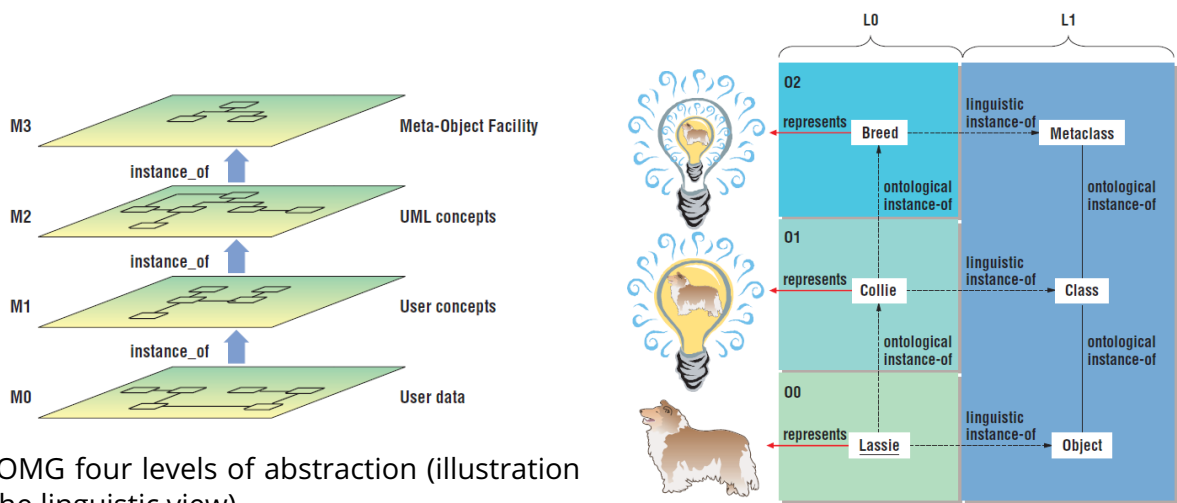 M3
Meta-Object Facility
instance_of
M2
UML concepts
instance_of
M1
User concepts
instance_of
M0
User data
OMG four levels of abstraction (illustration
he linguistic view)
L0
L1
O2
represents
Breed
linguistic
instance-of
Metaclass
ontological
instance-of
ontological
instance-of
O1
represents
Collie
linguistic
instance-of
Class
ontological
instance-of
ontological
instance-of
O0
represents
Lassie
linguistic
instance-of
Object